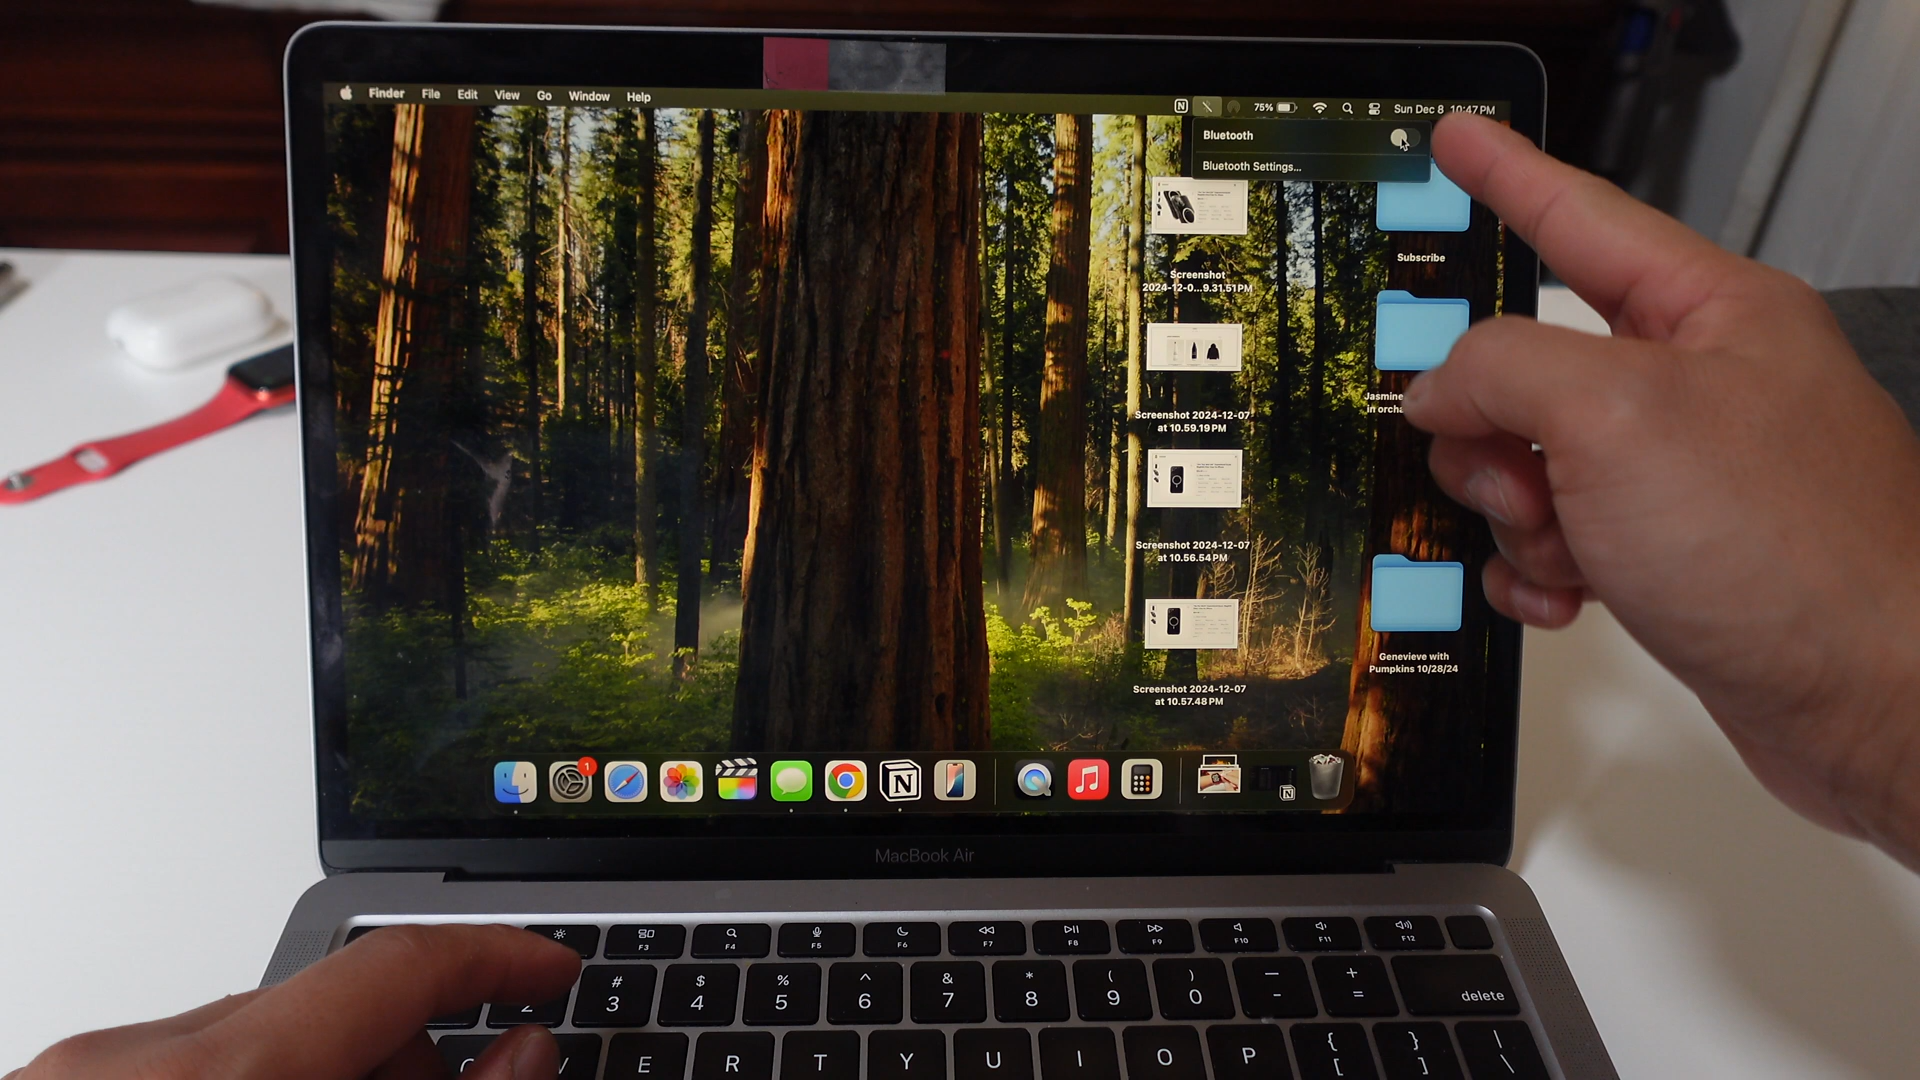 Finder File Edit View Go Window Help
N 75% Sun Dec 8 10:47 PM
Bluetooth
Bluetooth Settings...
Subscribe
Screenshot
2024-12-0...9.31.51 PM
Jasmine
in orcha
Screenshot 2024-12-07
at 10.59.19 PM
Screenshot 2024-12-07
at 10.56.54 PM
Genevieve with
Pumpkins 10/28/24
Screenshot 2024-12-07
at 10.57.48 PM
1
N
N
MacBook Air
F3 F4 F5 F6 F7 F8 F9 F10 F11 F12
# $ % ^ & * ( ) — +
2 3 4 5 6 7 8 9 0 - = delete
E R T Y U I O P { } |
[ ] \